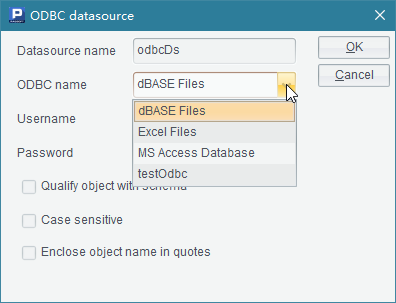 ODBC datasource
Datasource name odbcDs OK
ODBC name dBASE Files Cancel
dBASE Files
Username
Excel Files
MS Access Database
Password
testOdbc
Qualify object with schema
Case sensitive
Enclose object name in quotes